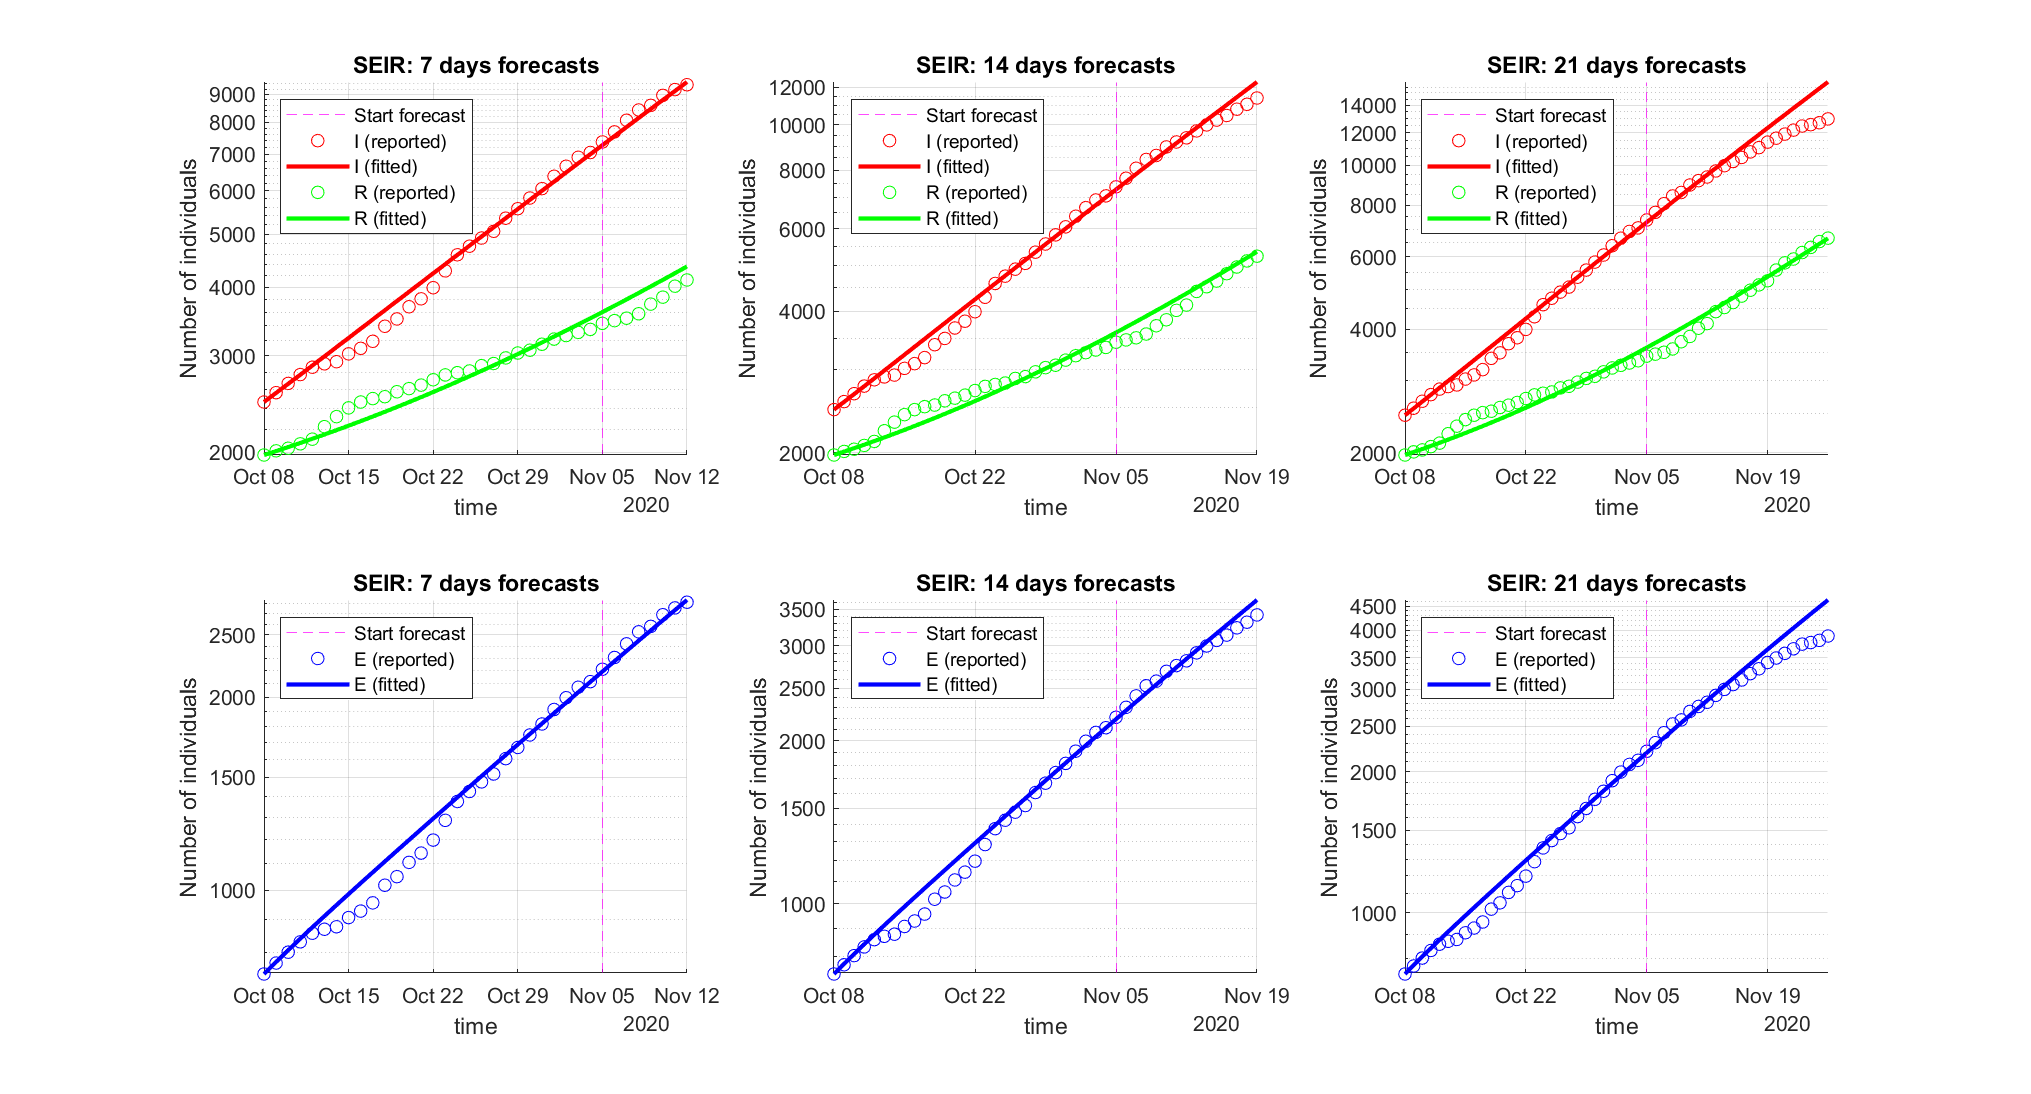 SEIR: 7 days forecasts
9000
8000
7000
6000
5000
4000
3000
2000
Number of individuals
Start forecast
I (reported)
I (fitted)
R (reported)
R (fitted)
Oct 08 Oct 15 Oct 22 Oct 29 Nov 05 Nov 12
time 2020
SEIR: 14 days forecasts
12000
10000
8000
6000
4000
2000
Number of individuals
Start forecast
I (reported)
I (fitted)
R (reported)
R (fitted)
Oct 08 Oct 22 Nov 05 Nov 19
time 2020
SEIR: 21 days forecasts
14000
12000
10000
8000
6000
4000
2000
Number of individuals
Start forecast
I (reported)
I (fitted)
R (reported)
R (fitted)
Oct 08 Oct 22 Nov 05 Nov 19
time 2020
SEIR: 7 days forecasts
2500
2000
1500
1000
Number of individuals
Start forecast
E (reported)
E (fitted)
Oct 08 Oct 15 Oct 22 Oct 29 Nov 05 Nov 12
time 2020
SEIR: 14 days forecasts
3500
3000
2500
2000
1500
1000
Number of individuals
Start forecast
E (reported)
E (fitted)
Oct 08 Oct 22 Nov 05 Nov 19
time 2020
SEIR: 21 days forecasts
4500
4000
3500
3000
2500
2000
1500
1000
Number of individuals
Start forecast
E (reported)
E (fitted)
Oct 08 Oct 22 Nov 05 Nov 19
time 2020